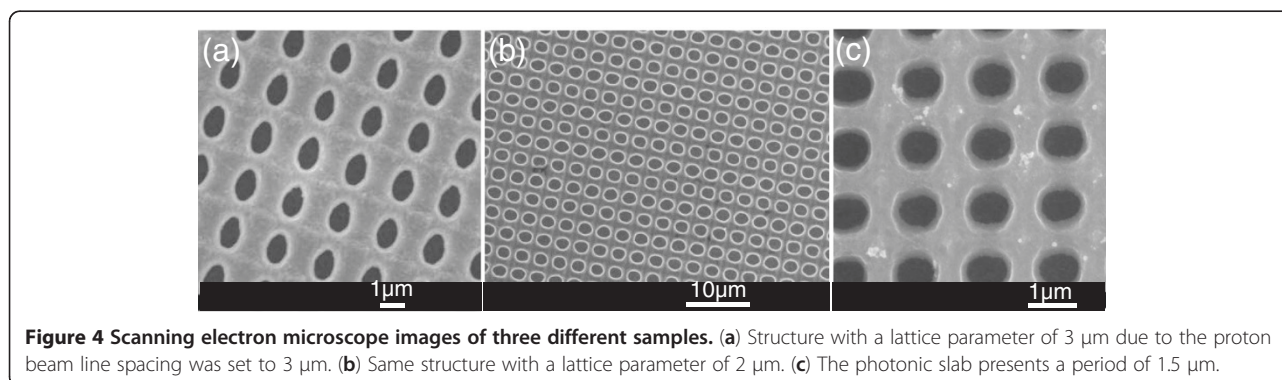 (a) (b) (c)
1µm 10µm 1µm
Figure 4 Scanning electron microscope images of three different samples. (a) Structure with a lattice parameter of 3 µm due to the proton
beam line spacing was set to 3 µm. (b) Same structure with a lattice parameter of 2 µm. (c) The photonic slab presents a period of 1.5 µm.